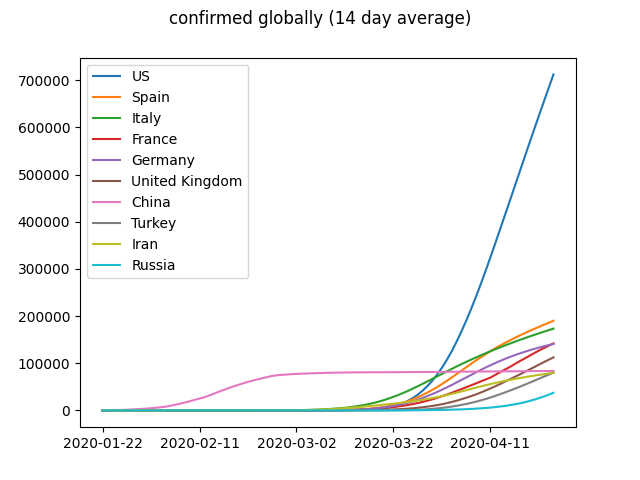 confirmed globally (14 day average)
700000
600000
500000
400000
300000
200000
100000
0
US
Spain
Italy
France
Germany
United Kingdom
China
Turkey
Iran
Russia
2020-01-22 2020-02-11 2020-03-02 2020-03-22 2020-04-11